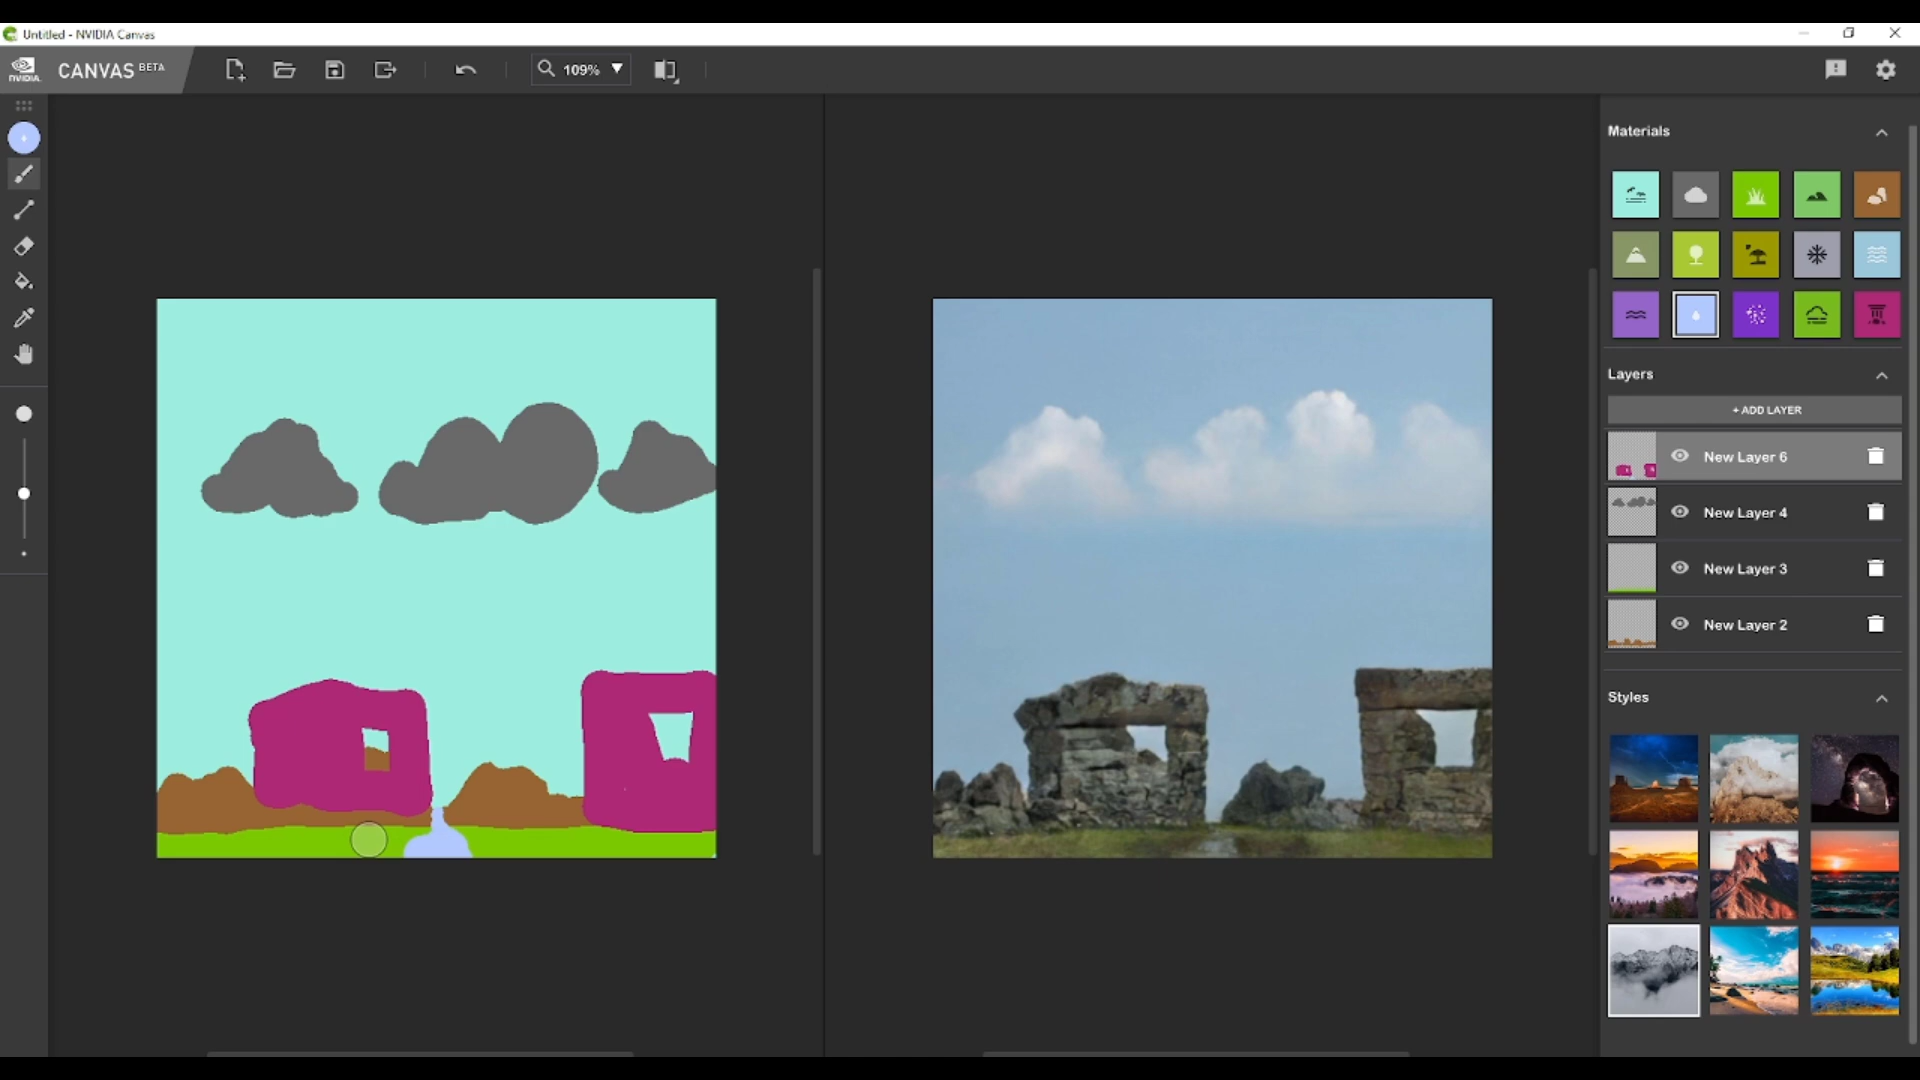 Untitled - NVIDIA Canvas
NVIDIA.
CANVAS BETA
109%
Materials
Layers
+ ADD LAYER
New Layer 6
New Layer 4
New Layer 3
New Layer 2
Styles